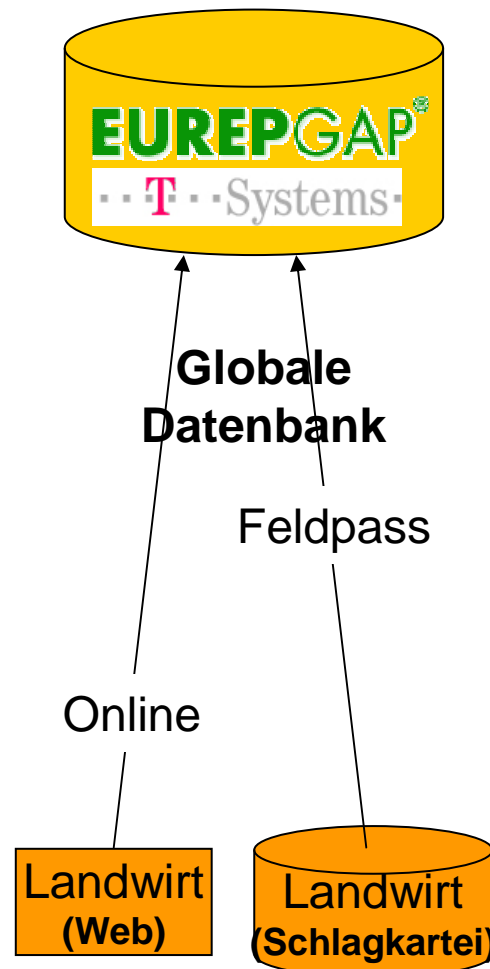 EUREPGAP®
· · · T · · · Systems ·
Globale
Datenbank
Feldpass
Online
Landwirt
(Web)
Landwirt
(Schlagkartei)